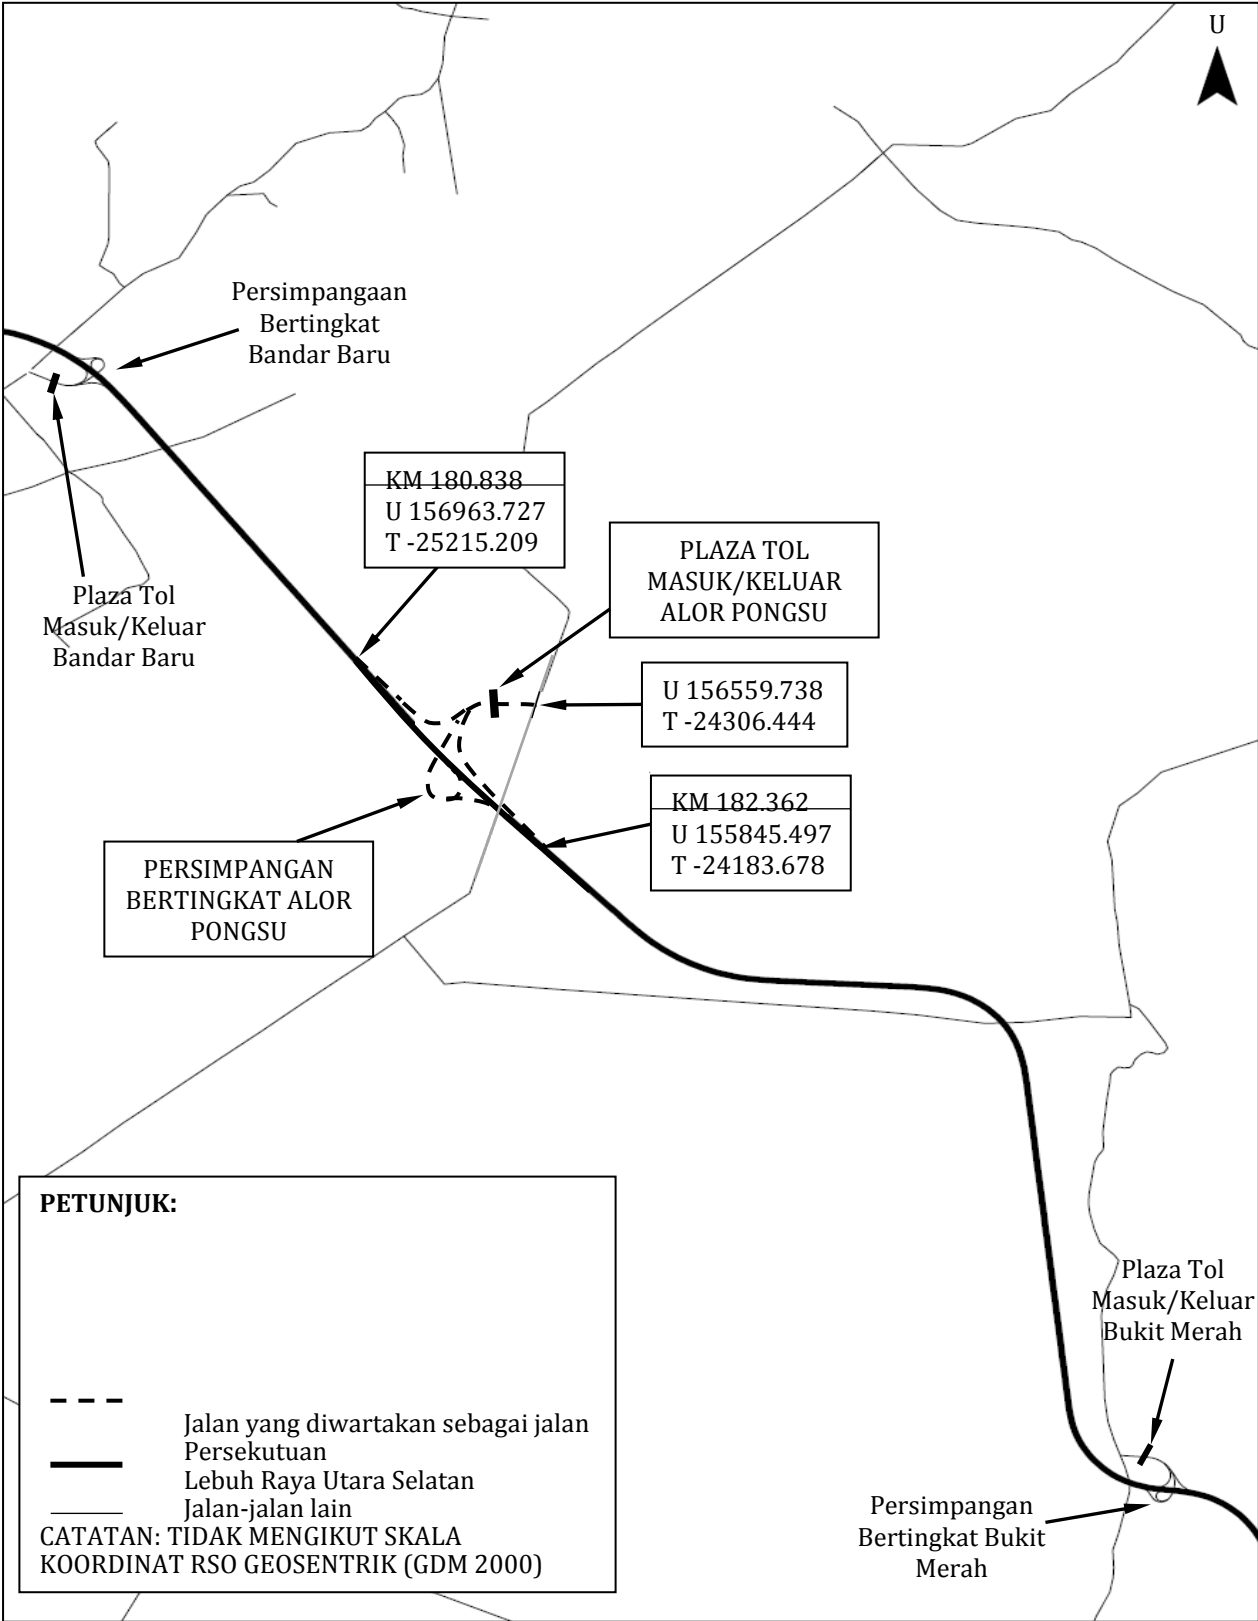 U
Persimpangaan
Bertingkat
Bandar Baru
KM 180.838
U 156963.727
T -25215.209
PLAZA TOL
MASUK/KELUAR
ALOR PONGSU
Plaza Tol
Masuk/Keluar
Bandar Baru
U 156559.738
T -24306.444
KM 182.362
U 155845.497
T -24183.678
PERSIMPANGAN
BERTINGKAT ALOR
PONGSU
PETUNJUK:
Jalan yang diwartakan sebagai jalan
Persekutuan
Lebuh Raya Utara Selatan
Jalan-jalan lain
CATATAN: TIDAK MENGIKUT SKALA
KOORDINAT RSO GEOSENTRIK (GDM 2000)
Plaza Tol
Masuk/Keluar
Bukit Merah
Persimpangan
Bertingkat Bukit
Merah